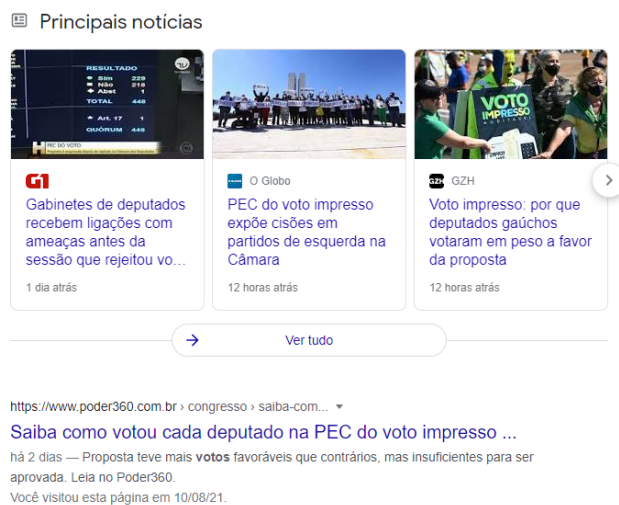 Principais notícias
RESULTADO
Sim 229
Não 218
Abst 1
TOTAL 448
Art. 17 1
QUÓRUM 449
PEC DO VOTO
VOTO
IMPRESSO
G1
Gabinetes de deputados
recebem ligações com
ameaças antes da
sessão que rejeitou vo...
1 dia atrás
O Globo
PEC do voto impresso
expõe cisões em
partidos de esquerda na
Câmara
12 horas atrás
GZH GZH
Voto impresso: por que
deputados gaúchos
votaram em peso a favor
da proposta
12 horas atrás
Ver tudo
https://www.poder360.com.br › congresso › saiba-com...
Saiba como votou cada deputado na PEC do voto impresso ...
há 2 dias — Proposta teve mais votos favoráveis que contrários, mas insuficientes para ser
aprovada. Leia no Poder360.
Você visitou esta página em 10/08/21.